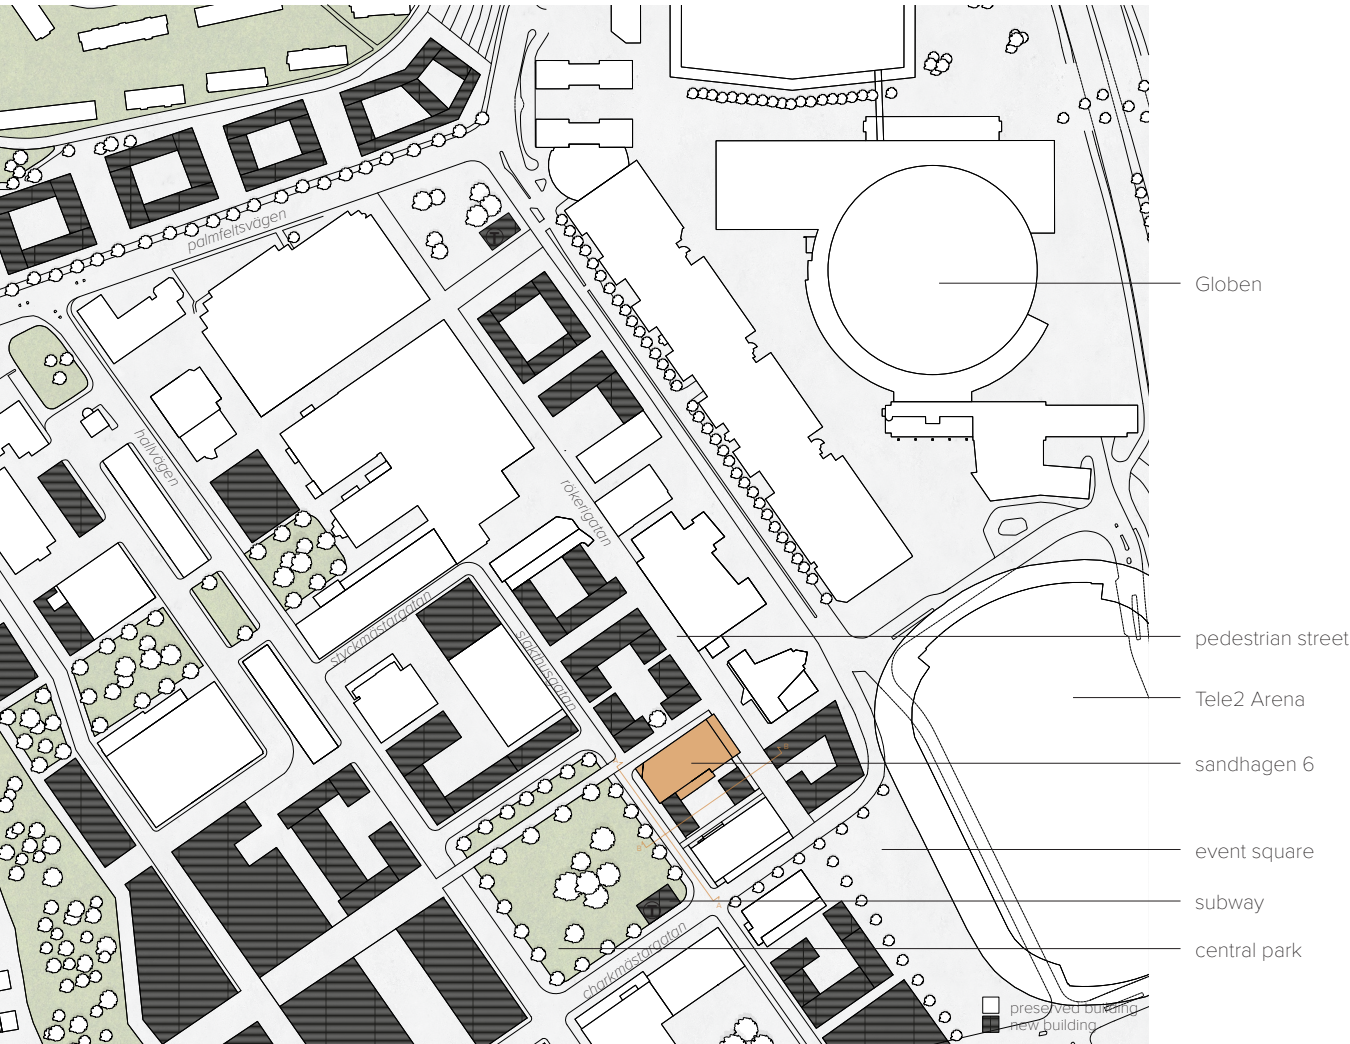 palmfeltsvägen
Globen
hallvägen
rökerigatan
styckmästargatan
slakthusgatan
pedestrian street
Tele2 Arena
sandhagen 6
event square
subway
charkmästargatan
central park
preserved building
new building